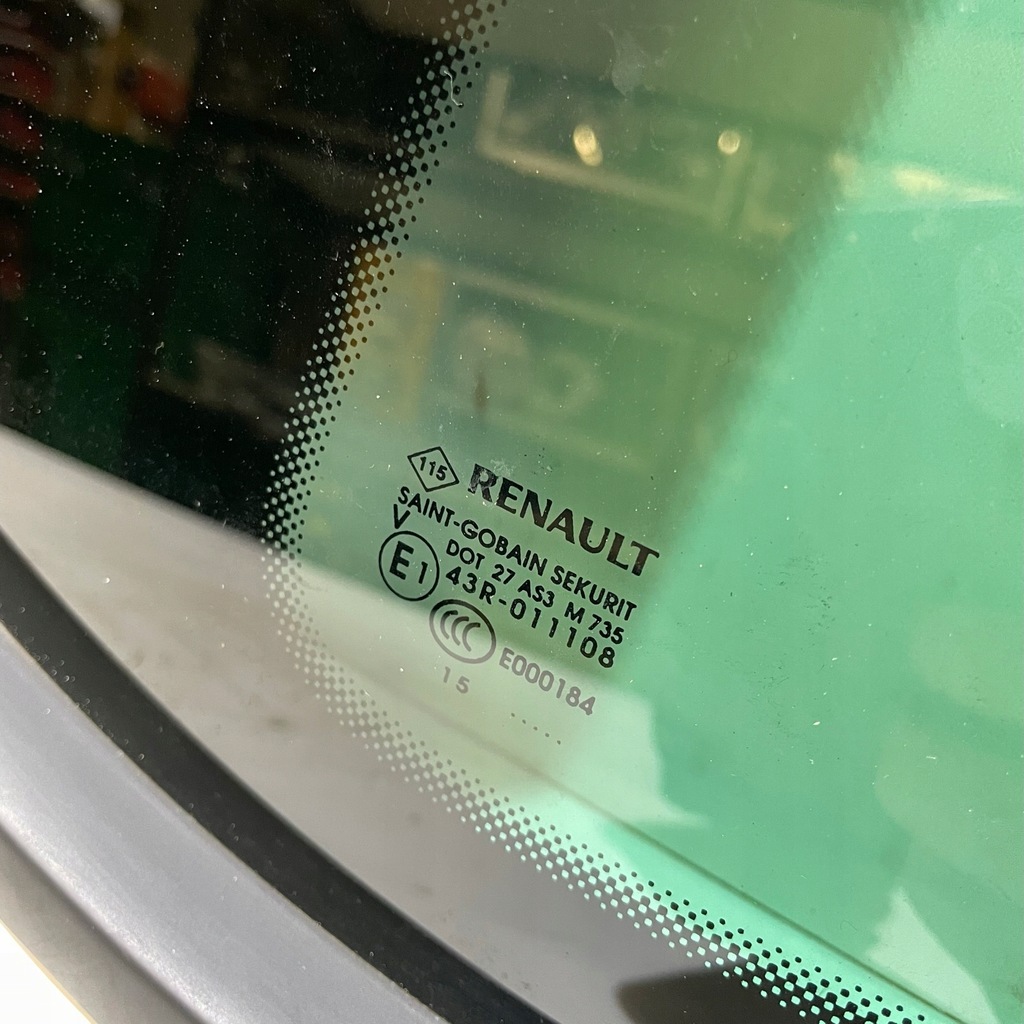 115 RENAULT
SAINT-GOBAIN SEKURIT
V
DOT 27 AS3 M 735
E1 43R-011108
CCC E000184
15 .....